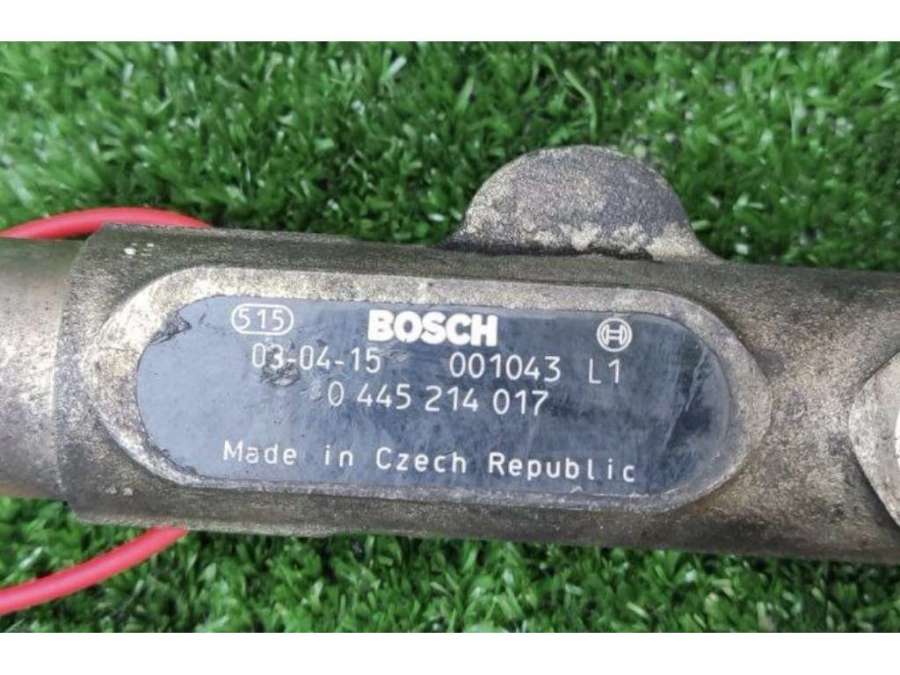 515 BOSCH
03-04-15 001043 L1
0 445 214 017
Made in Czech Republic